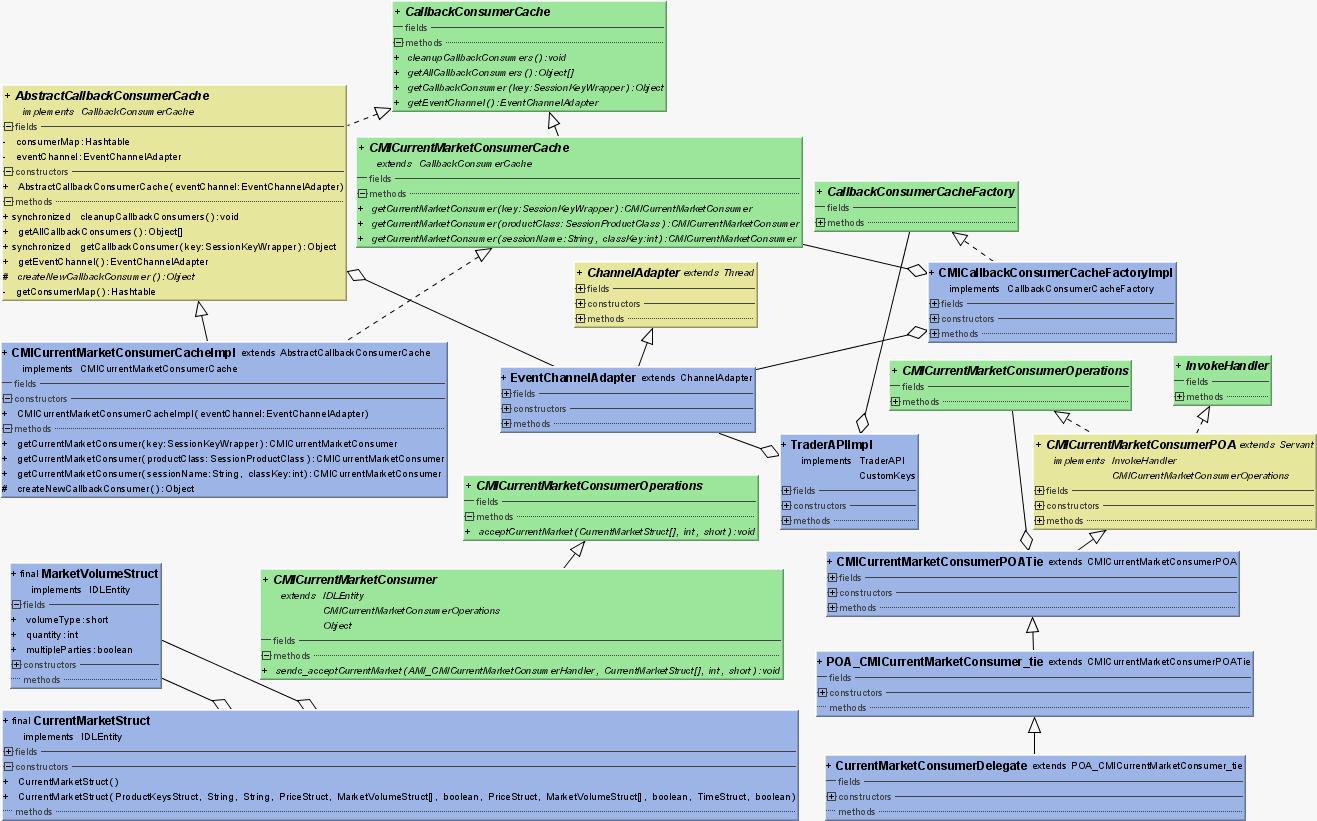 + CallbackConsumerCache
fields
methods
+ cleanupCallbackConsumers():void
+ getAllCallbackConsumers():Object[]
+ getCallbackConsumer(key:SessionKeyWrapper):Object
+ getEventChannel():EventChannelAdapter
+ AbstractCallbackConsumerCache
implements CallbackConsumerCache
fields
- consumerMap:Hashtable
- eventChannel:EventChannelAdapter
constructors
+ AbstractCallbackConsumerCache(eventChannel:EventChannelAdapter)
methods
+ synchronized cleanupCallbackConsumers():void
+ getAllCallbackConsumers():Object[]
+ synchronized getCallbackConsumer(key:SessionKeyWrapper):Object
+ getEventChannel():EventChannelAdapter
# createNewCallbackConsumer():Object
- getConsumerMap():Hashtable
+ CMICurrentMarketConsumerCache
extends CallbackConsumerCache
fields
methods
+ getCurrentMarketConsumer(key:SessionKeyWrapper):CMICurrentMarketConsumer
+ getCurrentMarketConsumer(productClass:SessionProductClass):CMICurrentMarketConsumer
+ getCurrentMarketConsumer(sessionName:String, classKey:int):CMICurrentMarketConsumer
+ CallbackConsumerCacheFactory
fields
methods
+ ChannelAdapter extends Thread
fields
constructors
methods
+ CMICallbackConsumerCacheFactoryImpl
implements CallbackConsumerCacheFactory
fields
constructors
methods
+ CMICurrentMarketConsumerCacheImpl extends AbstractCallbackConsumerCache
implements CMICurrentMarketConsumerCache
fields
constructors
+ CMICurrentMarketConsumerCacheImpl(eventChannel:EventChannelAdapter)
methods
+ getCurrentMarketConsumer(key:SessionKeyWrapper):CMICurrentMarketConsumer
+ getCurrentMarketConsumer(productClass:SessionProductClass):CMICurrentMarketConsumer
+ getCurrentMarketConsumer(sessionName:String, classKey:int):CMICurrentMarketConsumer
# createNewCallbackConsumer():Object
+ EventChannelAdapter extends ChannelAdapter
fields
constructors
methods
+ CMICurrentMarketConsumerOperations
fields
methods
+ InvokeHandler
fields
methods
+ TraderAPIImpl
implements TraderAPI
CustomKeys
fields
constructors
methods
+ CMICurrentMarketConsumerPOA extends Servant
implements InvokeHandler
CMICurrentMarketConsumerOperations
fields
constructors
methods
+ CMICurrentMarketConsumerOperations
fields
methods
+ acceptCurrentMarket(CurrentMarketStruct[], int, short):void
+ CMICurrentMarketConsumerPOATie extends CMICurrentMarketConsumerPOA
fields
constructors
methods
+ final MarketVolumeStruct
implements IDLEntity
fields
+ volumeType:short
+ quantity:int
+ multipleParties:boolean
constructors
methods
+ CMICurrentMarketConsumer
extends IDLEntity
CMICurrentMarketConsumerOperations
Object
fields
methods
+ sendc_acceptCurrentMarket(AMI_CMICurrentMarketConsumerHandler, CurrentMarketStruct[], int, short):void
+ POA_CMICurrentMarketConsumer_tie extends CMICurrentMarketConsumerPOATie
fields
constructors
methods
+ final CurrentMarketStruct
implements IDLEntity
fields
constructors
+ CurrentMarketStruct()
+ CurrentMarketStruct(ProductKeysStruct, String, String, PriceStruct, MarketVolumeStruct[], boolean, PriceStruct, MarketVolumeStruct[], boolean, TimeStruct, boolean)
methods
+ CurrentMarketConsumerDelegate extends POA_CMICurrentMarketConsumer_tie
fields
constructors
methods